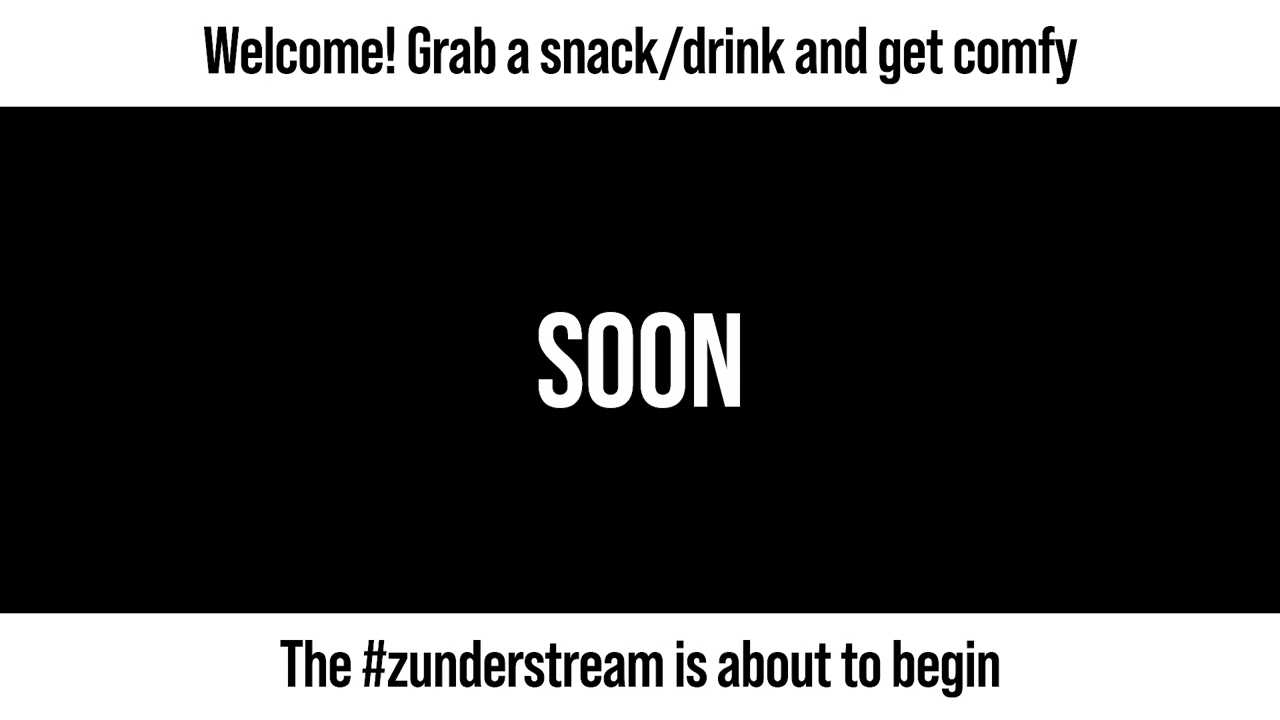 Welcome! Grab a snack/drink and get comfy
SOON
The #zunderstream is about to begin